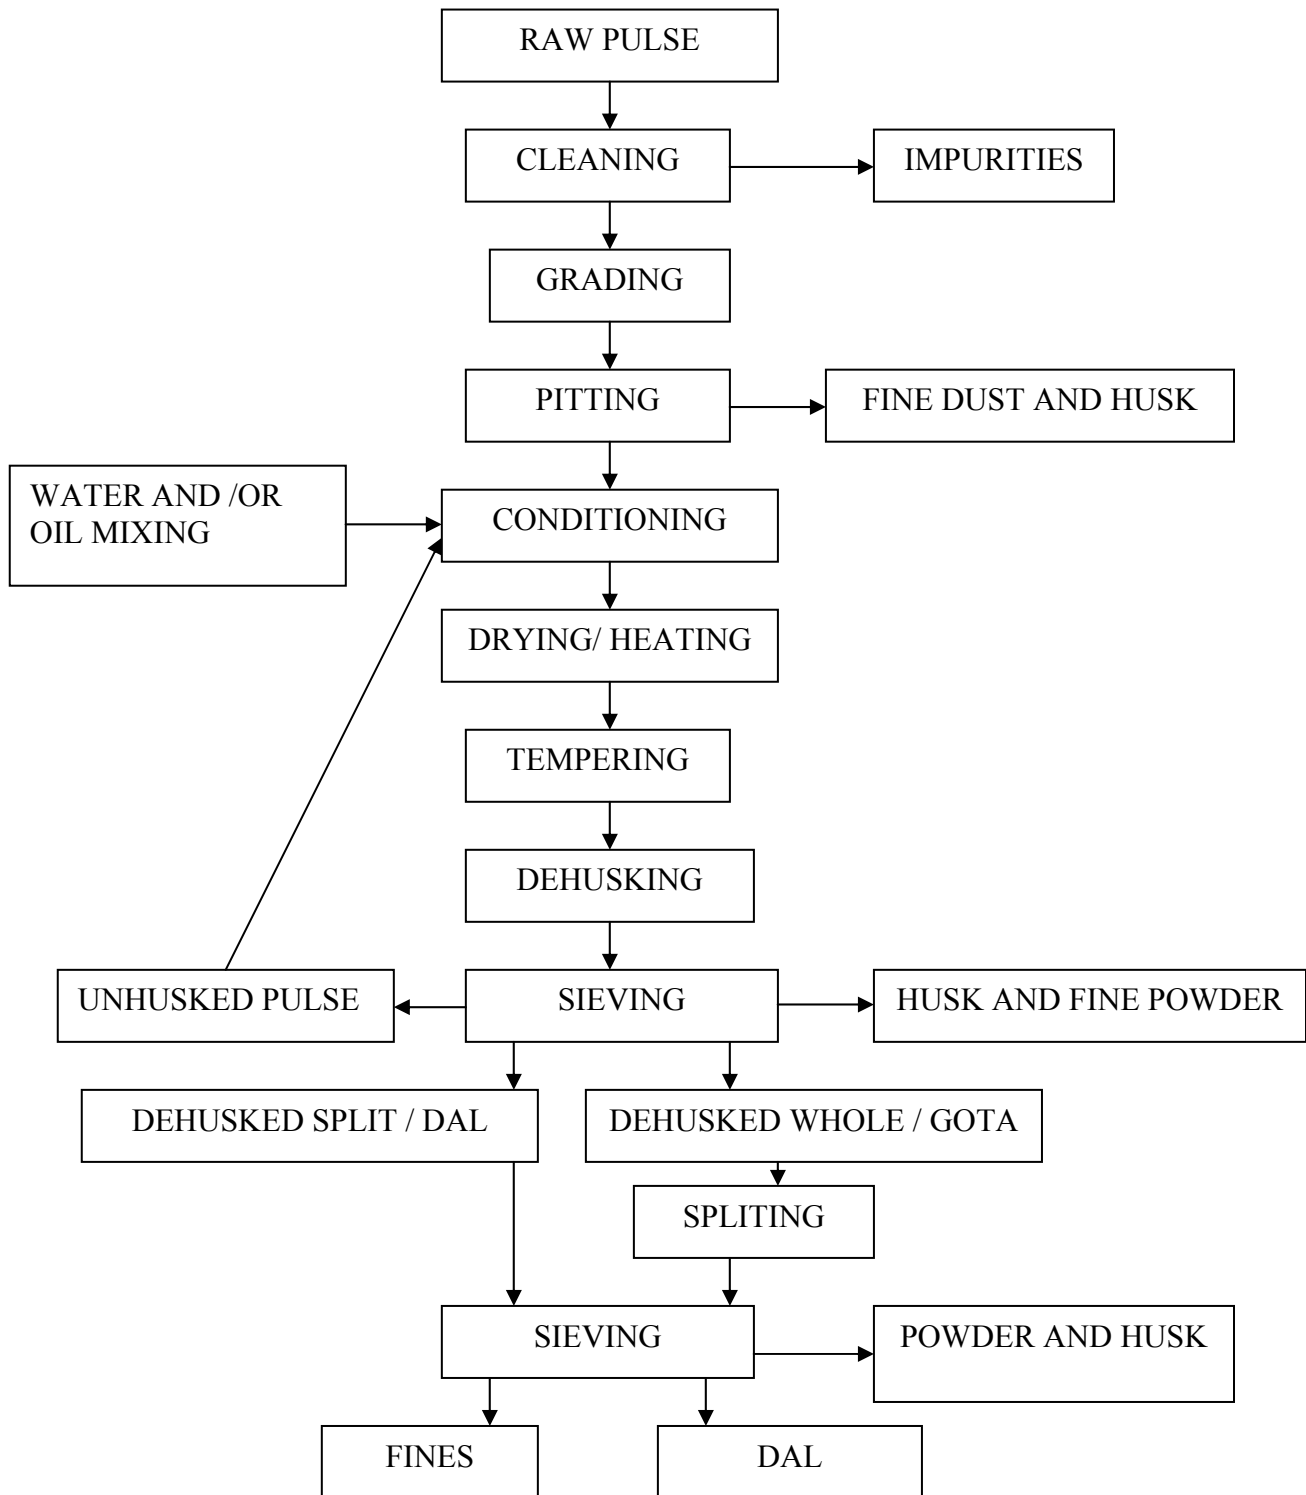 RAW PULSE
CLEANING
IMPURITIES
GRADING
PITTING
FINE DUST AND HUSK
WATER AND /OR
OIL MIXING
CONDITIONING
DRYING/ HEATING
TEMPERING
DEHUSKING
UNHUSKED PULSE
SIEVING
HUSK AND FINE POWDER
DEHUSKED SPLIT / DAL
DEHUSKED WHOLE / GOTA
SPLITING
SIEVING
POWDER AND HUSK
FINES
DAL